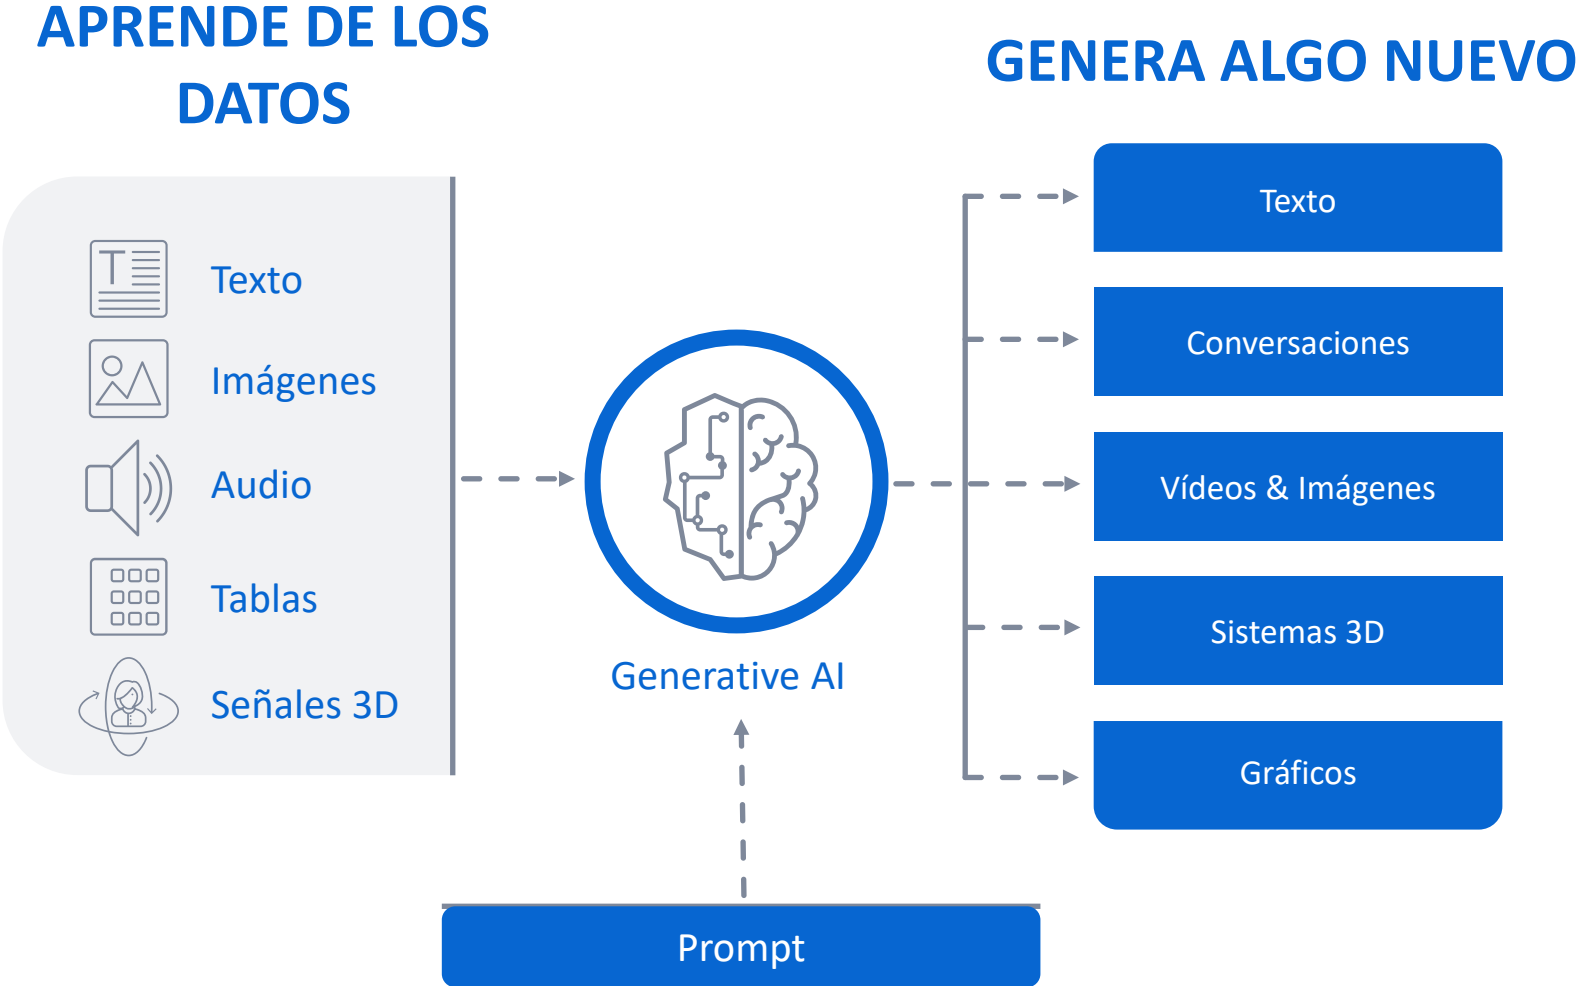 APRENDE DE LOS
DATOS
Texto
Imágenes
Audio
Tablas
Señales 3D
Generative AI
Prompt
GENERA ALGO NUEVO
Texto
Conversaciones
Vídeos & Imágenes
Sistemas 3D
Gráficos